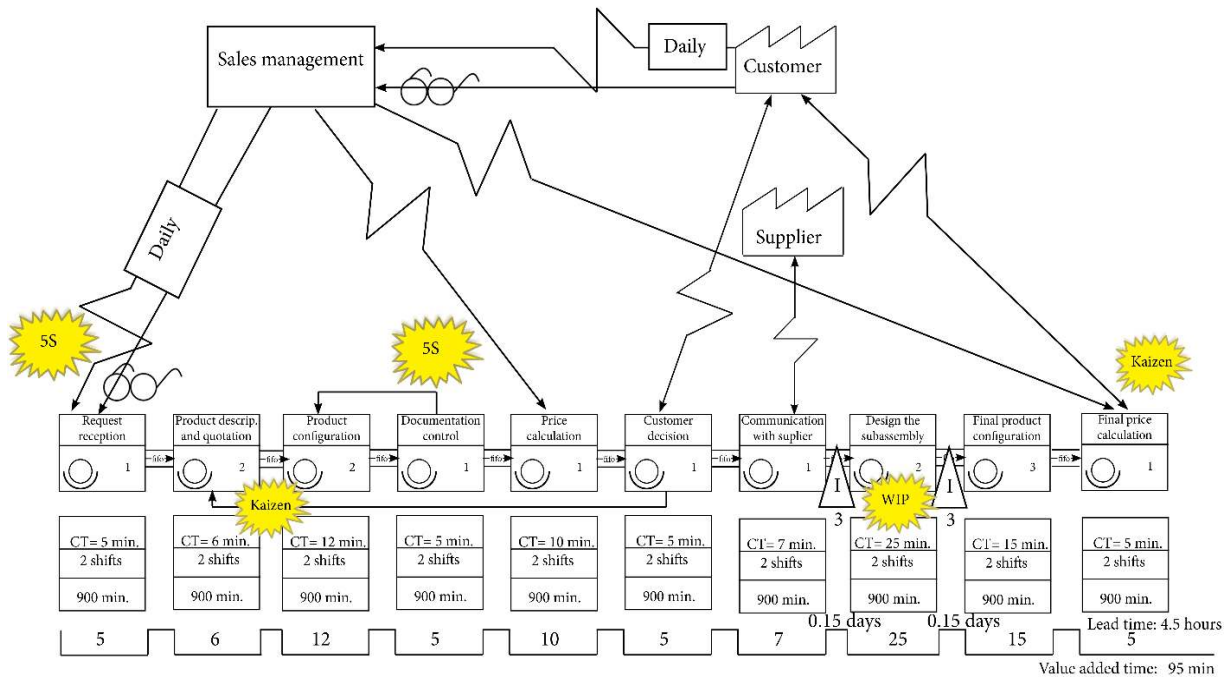 Sales management
Daily
Customer
Supplier
Daily
5S
5S
Kaizen
Request
reception
1
Product descrip.
and quotation
2
Product
configuration
2
Documentation
control
1
Price
calculation
1
Customer
decision
1
Communication
with suplier
1
Design the
subassembly
2
Final product
configuration
3
Final price
calculation
1
fifo
fifo
fifo
fifo
fifo
fifo
fifo
Kaizen
I
3
WIP
I
3
CT= 5 min.
2 shifts
900 min.
CT= 6 min.
2 shifts
900 min.
CT= 12 min.
2 shifts
900 min.
CT= 5 min.
2 shifts
900 min.
CT= 10 min.
2 shifts
900 min.
CT= 5 min.
2 shifts
900 min.
CT= 7 min.
2 shifts
900 min.
CT= 25 min.
2 shifts
900 min.
CT= 15 min.
2 shifts
900 min.
CT= 5 min.
2 shifts
900 min.
0.15 days
0.15 days
Lead time: 4.5 hours
5 6 12 5 10 5 7 25 15 5
Value added time: 95 min